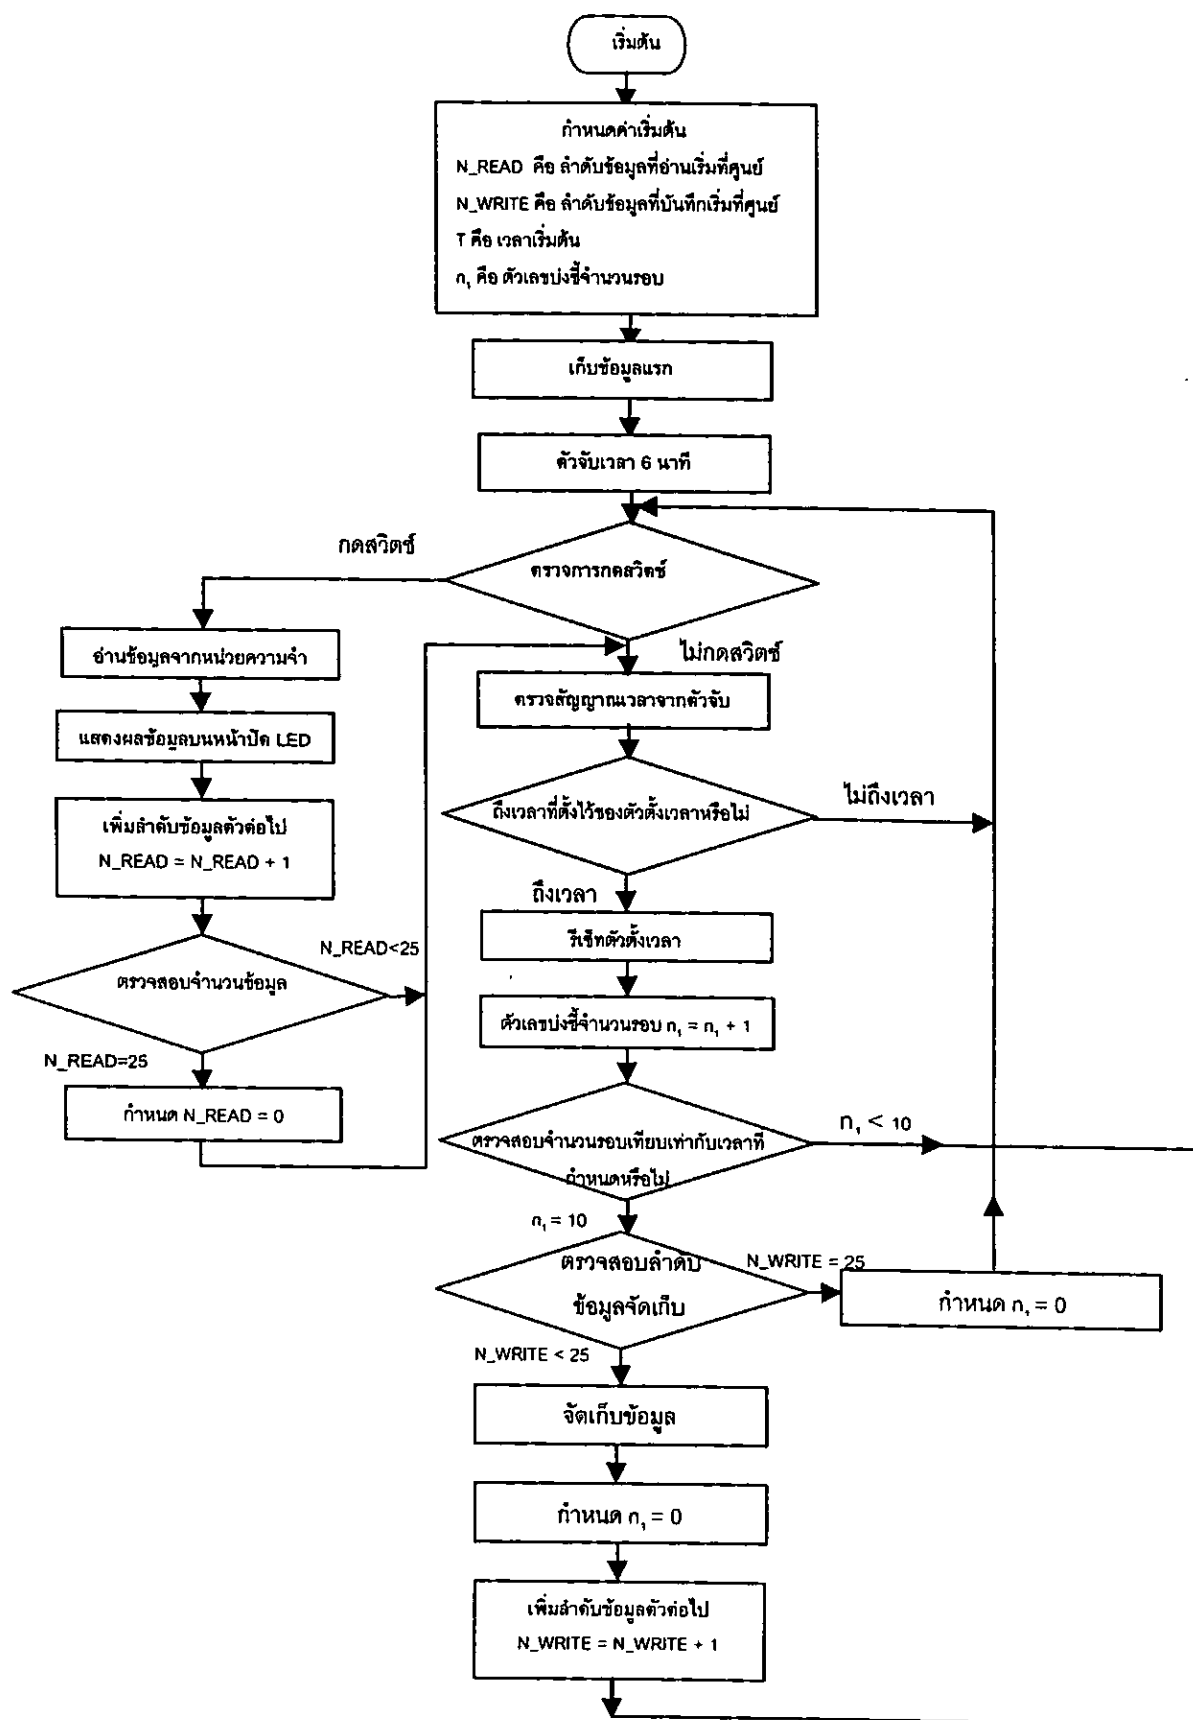 เริ่มต้น
กำหนดค่าเริ่มต้น
N_READ คือ ลำดับข้อมูลที่อ่านเริ่มที่ศูนย์
N_WRITE คือ ลำดับข้อมูลที่บันทึกเริ่มที่ศูนย์
T คือ เวลาเริ่มต้น
n₁ คือ ตัวเลขบ่งชี้จำนวนรอบ
เก็บข้อมูลแรก
ตัวจับเวลา 6 นาที
กดสวิตซ์
ตรวจการกดสวิตซ์
ไม่กดสวิตซ์
อ่านข้อมูลจากหน่วยความจำ
แสดงผลข้อมูลบนหน้าปัด LED
เพิ่มลำดับข้อมูลตัวต่อไป
N_READ = N_READ + 1
N_READ<25
ตรวจสอบจำนวนข้อมูล
N_READ=25
กำหนด N_READ = 0
ตรวจสัญญาณเวลาจากตัวจับ
ถึงเวลาที่ตั้งไว้ของตัวตั้งเวลาหรือไม่
ไม่ถึงเวลา
ถึงเวลา
รีเซ็ทตัวตั้งเวลา
ตัวเลขบ่งชี้จำนวนรอบ n₁ = n₁ + 1
n₁ < 10
ตรวจสอบจำนวนรอบเทียบเท่ากับเวลาที
กำหนดหรือไม่
n₁ = 10
ตรวจสอบลำดับ
ข้อมูลจัดเก็บ
N_WRITE = 25
กำหนด n₁ = 0
N_WRITE < 25
จัดเก็บข้อมูล
กำหนด n₁ = 0
เพิ่มลำดับข้อมูลตัวต่อไป
N_WRITE = N_WRITE + 1